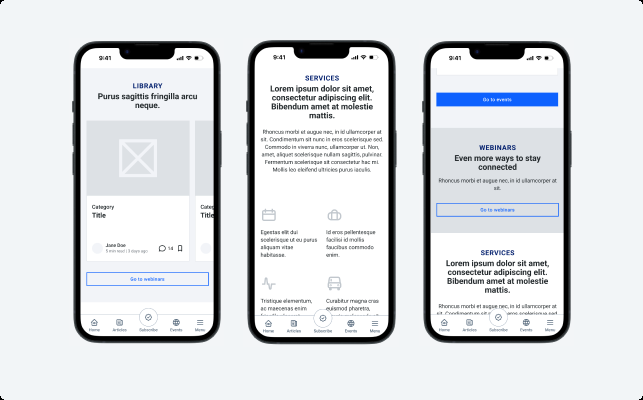 9:41
LIBRARY
Purus sagittis fringilla arcu
neque.
Category
Title
Category
Title
Jane Doe
5 min read | 3 days ago
14
Go to webinars
Home
Articles
Subscribe
Events
Menu
9:41
SERVICES
Lorem ipsum dolor sit amet,
consectetur adipiscing elit.
Bibendum amet at molestie
mattis.
Rhoncus morbi et augue nec, in id ullamcorper at
sit. Condimentum sit nunc in eros scelerisque sed.
Commodo in viverra nunc, ullamcorper ut. Non,
amet, aliquet scelerisque nullam sagittis, pulvinar.
Fermentum scelerisque sit consectetur hac mi.
Mollis leo eleifend ultricies purus iaculis.
Egestas elit dui
scelerisque ut eu purus
aliquam vitae
habitasse.
Id eros pellentesque
facilisi id mollis
faucibus commodo
enim.
Tristique elementum,
ac maecenas enim
Curabitur magna cras
euismod pharetra,
Home
Articles
Subscribe
Events
Menu
9:41
Go to events
WEBINARS
Even more ways to stay
connected
Rhoncus morbi et augue nec, in id ullamcorper at
sit.
Go to webinars
SERVICES
Lorem ipsum dolor sit amet,
consectetur adipiscing elit.
Bibendum amet at molestie
mattis.
Rhoncus morbi et augue nec, in id ullamcorper at
Home
Articles
Subscribe
Events
Menu